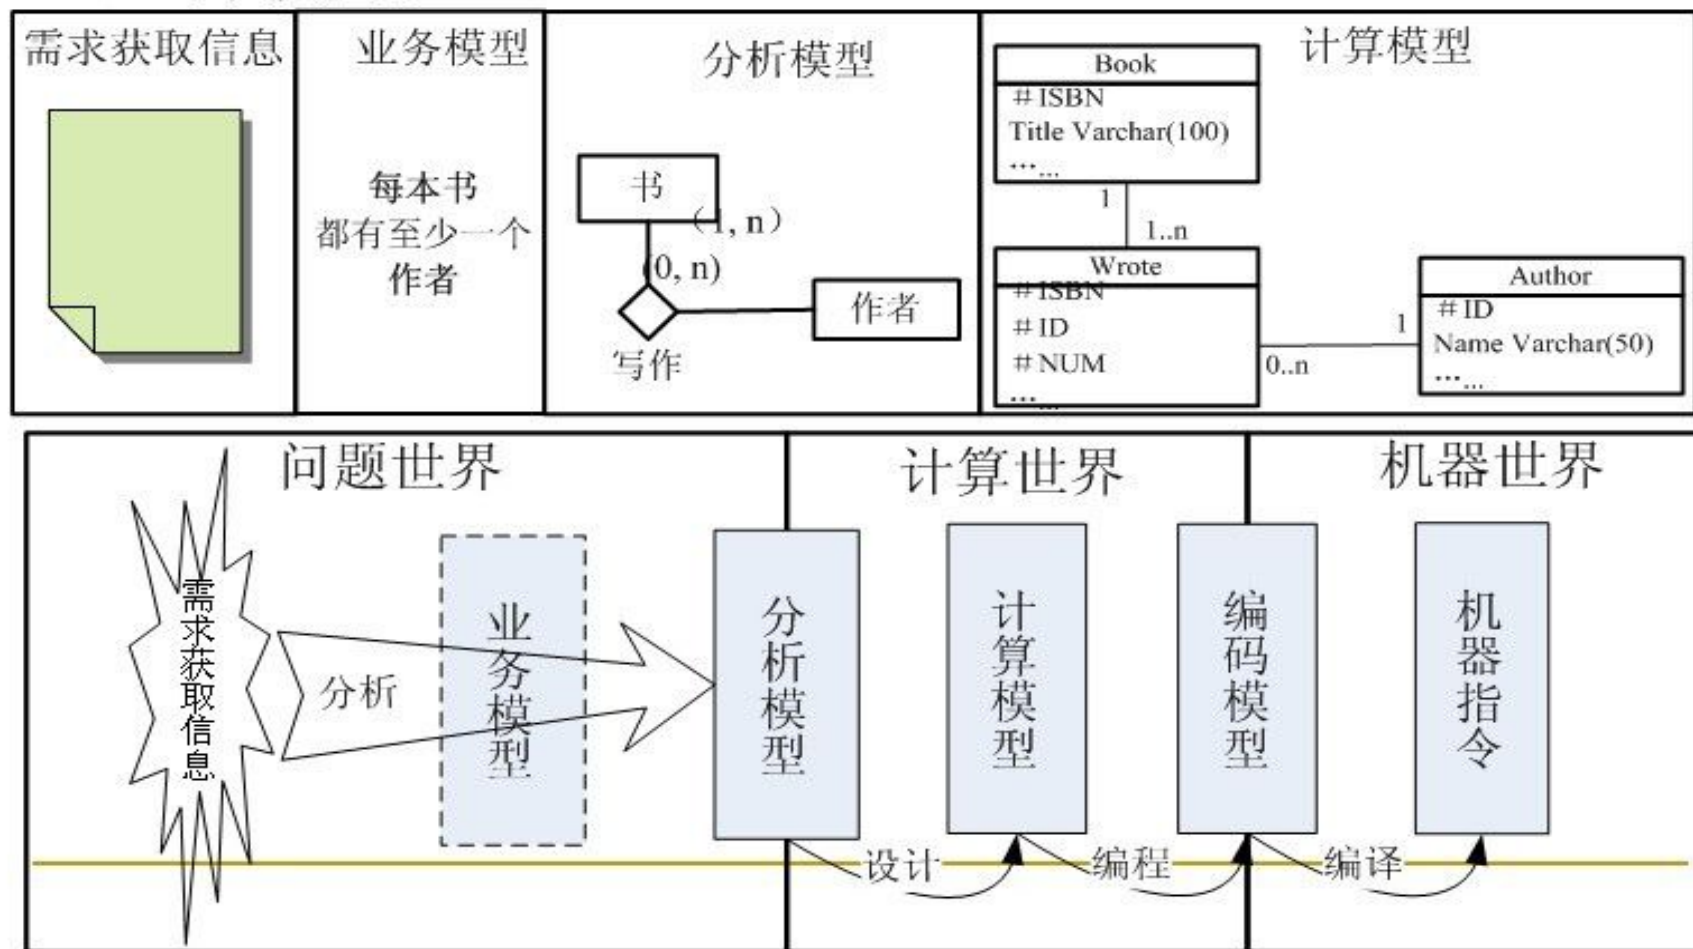 需求获取信息
业务模型
每本书
都有至少一个
作者
分析模型
书
(1, n)
(0, n)
写作
作者
计算模型
Book
#ISBN
Title Varchar(100)
......
1
1..n
Wrote
#ISBN
#ID
#NUM
......
0..n
1
Author
#ID
Name Varchar(50)
......
问题世界
计算世界
机器世界
需求获取信息
分析
业务模型
分析模型
计算模型
编码模型
机器指令
设计
编程
编译